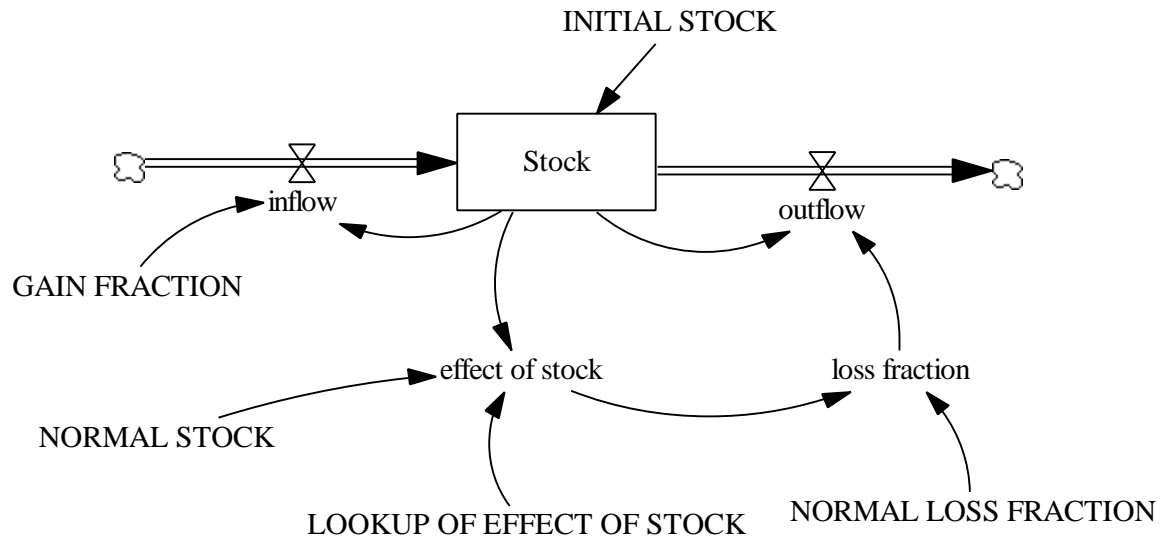 INITIAL STOCK
Stock
inflow
outflow
GAIN FRACTION
effect of stock
loss fraction
NORMAL STOCK
LOOKUP OF EFFECT OF STOCK
NORMAL LOSS FRACTION